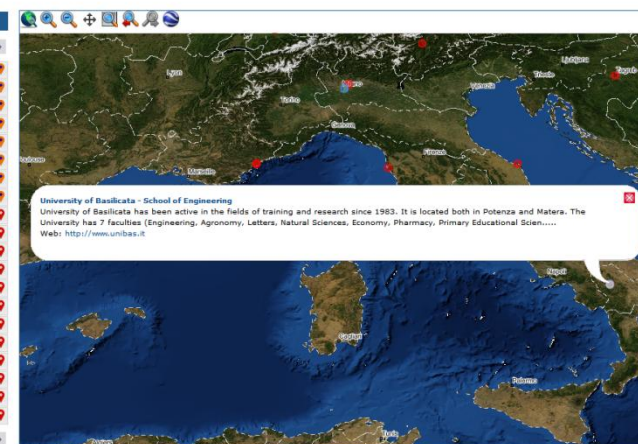 Lyon
Milano
Torino
Venezia
Trieste
Ljubljana
Zagreb
Genova
Marseille
Firenze
University of Basilicata - School of Engineering
University of Basilicata has been active in the fields of training and research since 1983. It is located both in Potenza and Matera. The
University has 7 faculties (Engineering, Agronomy, Letters, Natural Sciences, Economy, Pharmacy, Primary Educational Scien.....
Web: http://www.unibas.it
Napoli
Cagliari
Palermo